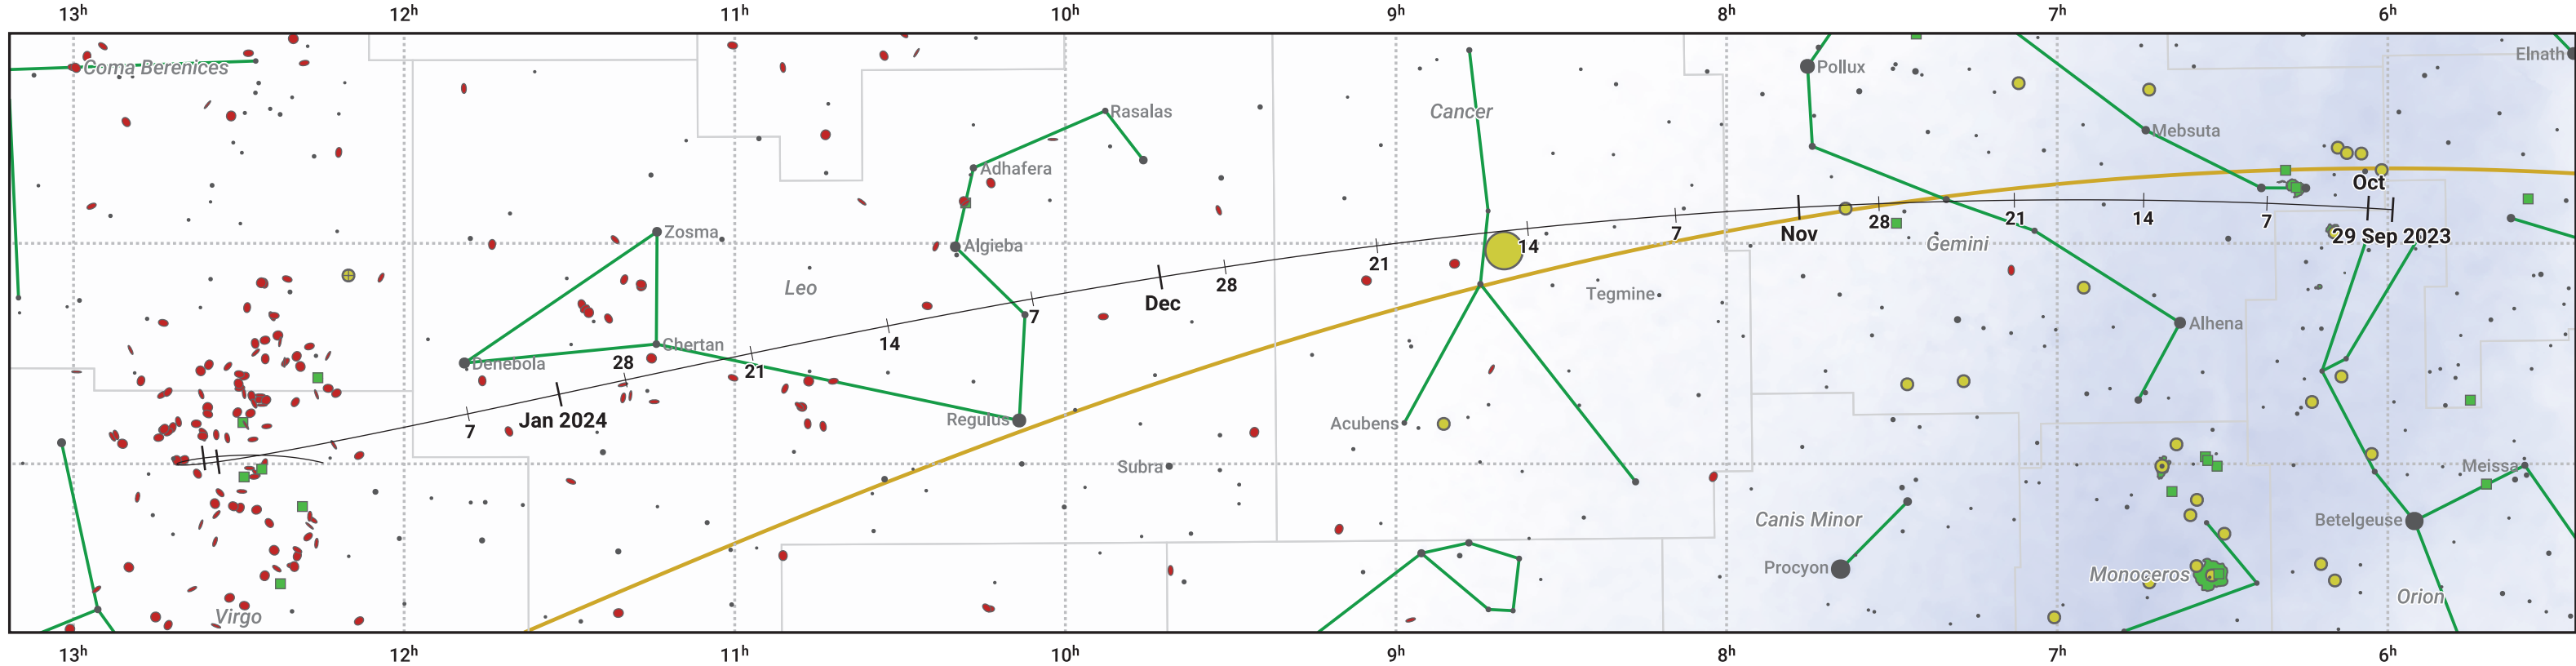 13h 12h 11h 10h 9h 8h 7h 6h
Elnath
Coma Berenices
Pollux
Rasalas
Cancer
Mebsuta
Adhafera
Oct
21 14 7
28
Nov
7
14
29 Sep 2023
Zosma
Algieba
Gemini
21
28
Dec
Leo
Tegmine
7
Alhena
14
Chertan
28
21
Denebola
Jan 2024
Regulus
Acubens
7
Subra
Meissa
Canis Minor
Betelgeuse
Procyon
Monoceros
Orion
Virgo
13h 12h 11h 10h 9h 8h 7h 6h